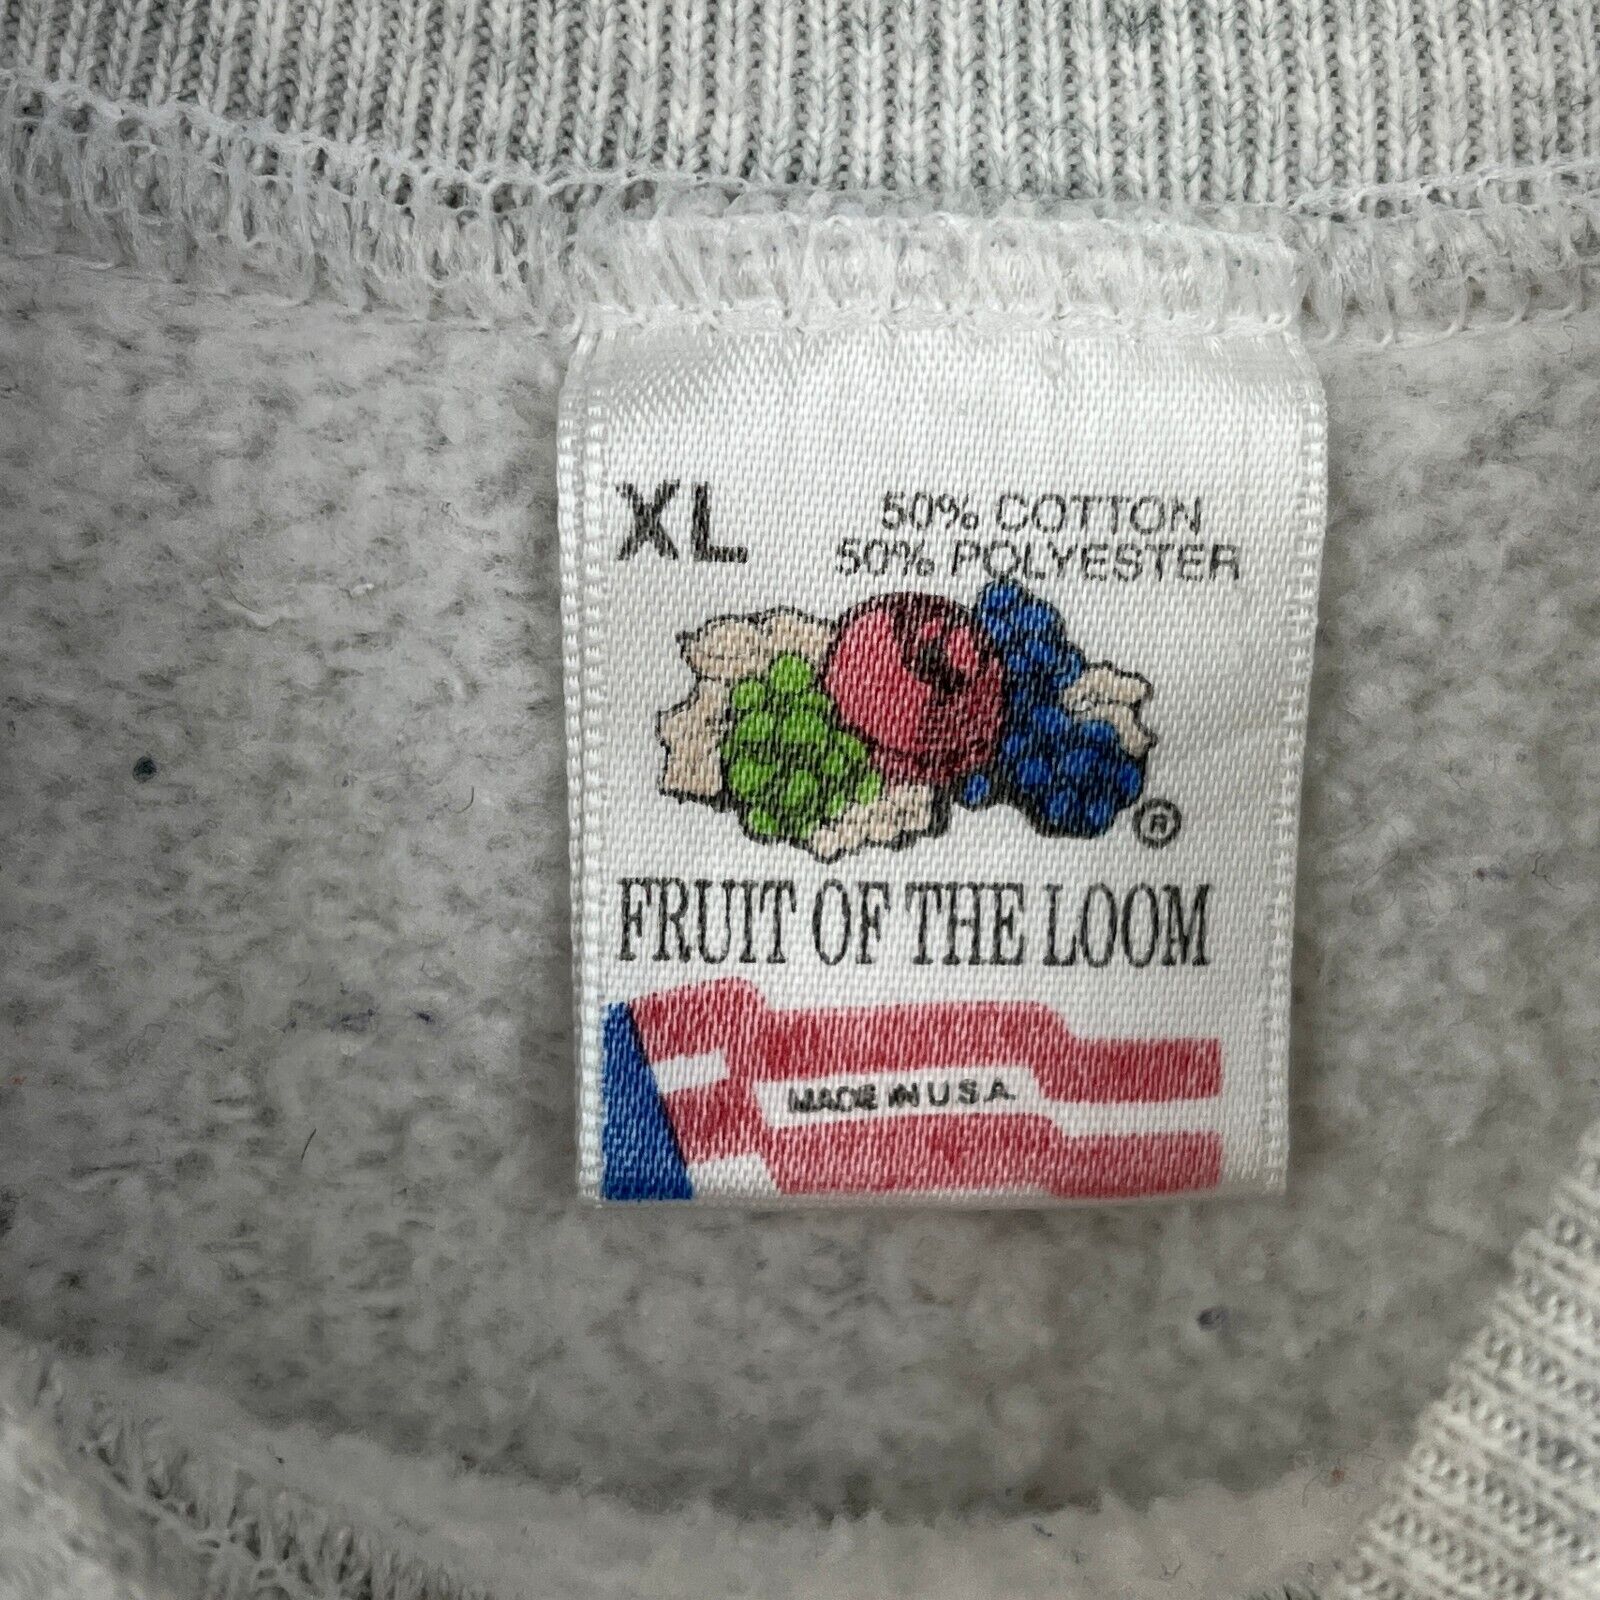 XL
50% COTTON
50% POLYESTER
®
FRUIT OF THE LOOM
MADE IN U.S.A.